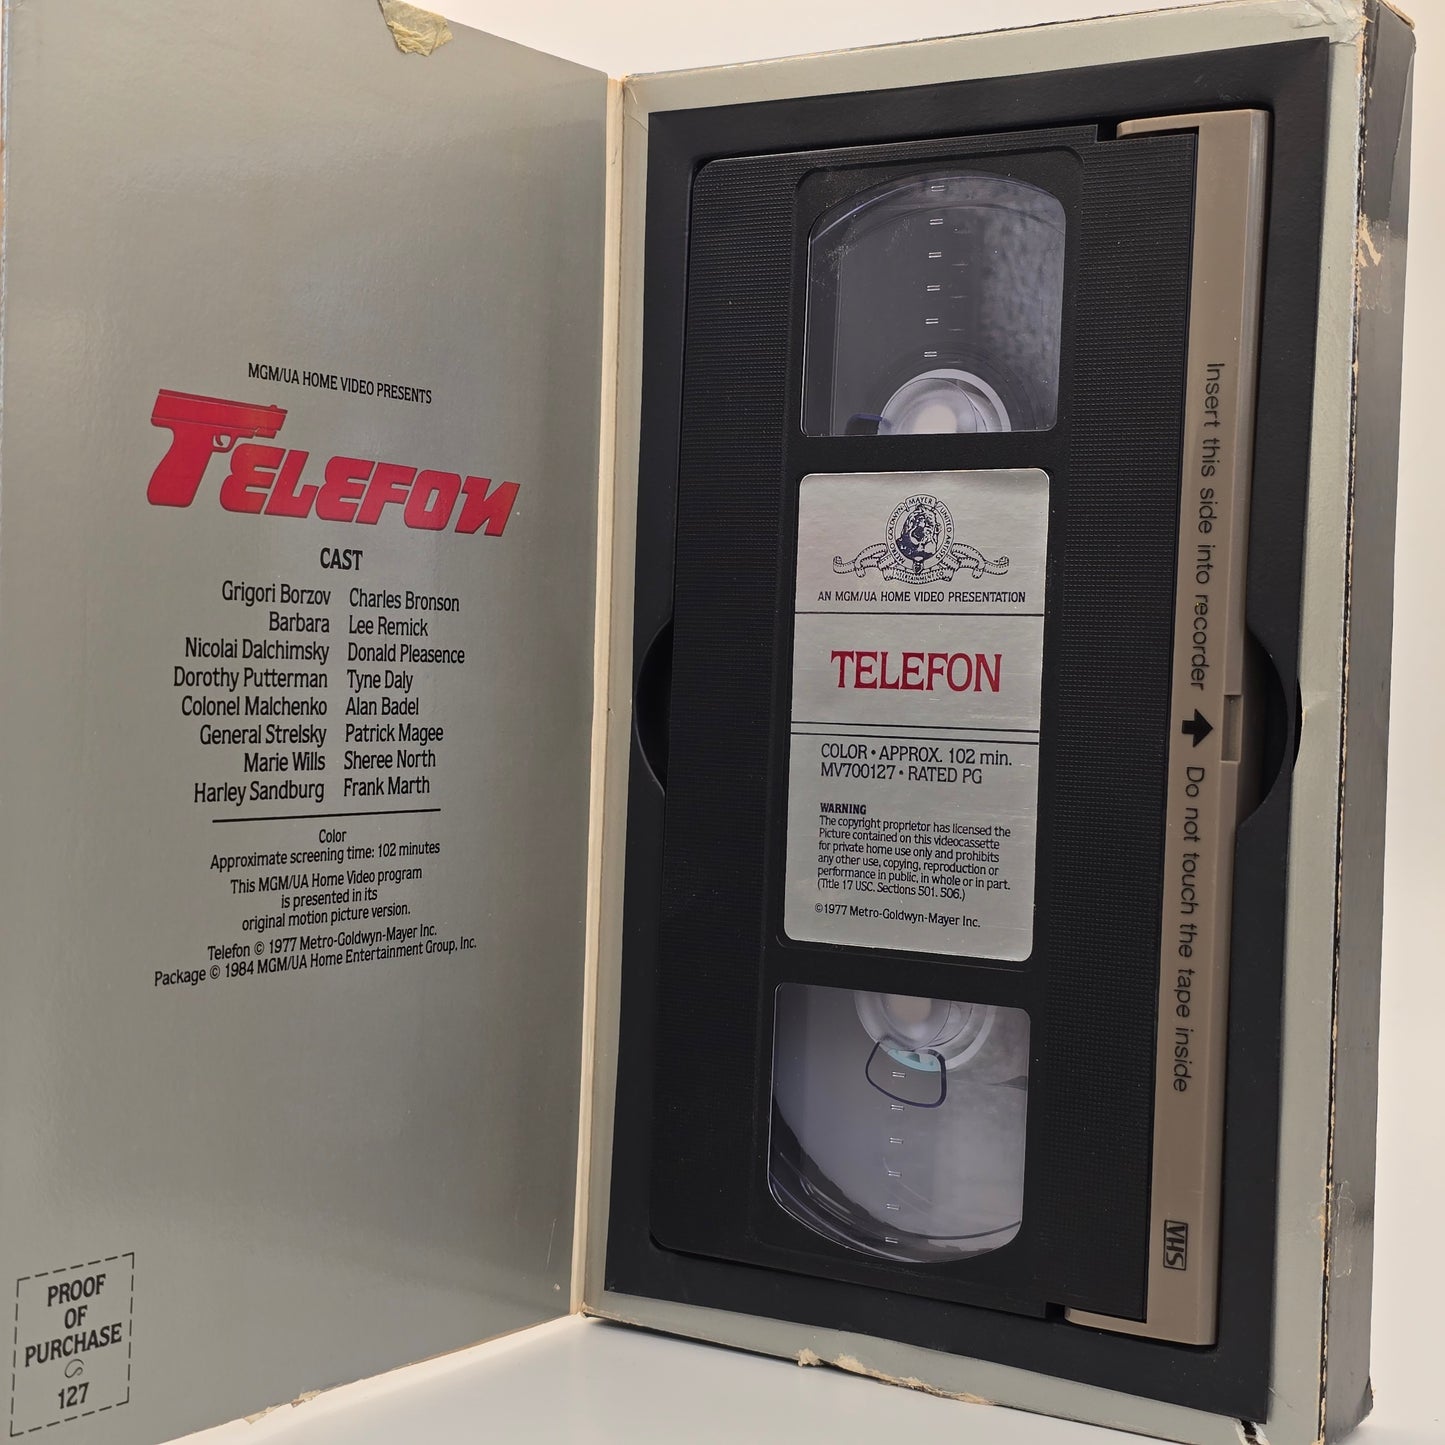 MGM/UA HOME VIDEO PRESENTS
TELEFON
CAST
Grigori Borzov Charles Bronson
Barbara Lee Remick
Nicolai Dalchimsky Donald Pleasence
Dorothy Putterman Tyne Daly
Colonel Malchenko Alan Badel
General Strelsky Patrick Magee
Marie Wills Sheree North
Harley Sandburg Frank Marth
Color
Approximate screening time: 102 minutes
This MGM/UA Home Video program
is presented in its
original motion picture version.
Telefon © 1977 Metro-Goldwyn-Mayer Inc.
Package © 1984 MGM/UA Home Entertainment Group, Inc.
PROOF
OF
PURCHASE
127
METRO GOLDWYN MAYER UNITED ARTISTS
ENTERTAINMENT CO.
AN MGM/UA HOME VIDEO PRESENTATION
TELEFON
COLOR • APPROX. 102 min.
MV700127 • RATED PG
WARNING
The copyright proprietor has licensed the
Picture contained on this videocassette
for private home use only and prohibits
any other use, copying, reproduction or
performance in public, in whole or in part.
(Title 17 USC. Sections 501. 506.)
©1977 Metro-Goldwyn-Mayer Inc.
Insert this side into recorder Do not touch the tape inside
VHS